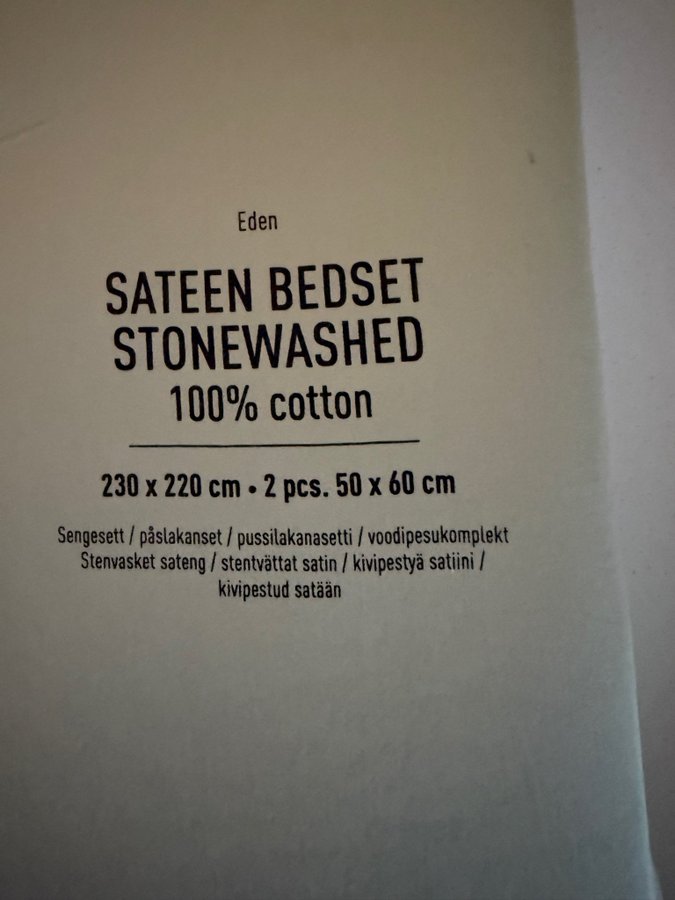 Eden
SATEEN BEDSET
STONEWASHED
100% cotton
230 x 220 cm • 2 pcs. 50 x 60 cm
Sengesett / påslakanset / pussilakanasetti / voodipesukomplekt
Stenvasket sateng / stentvättat satin / kivipestyä satiini /
kivipestud satään